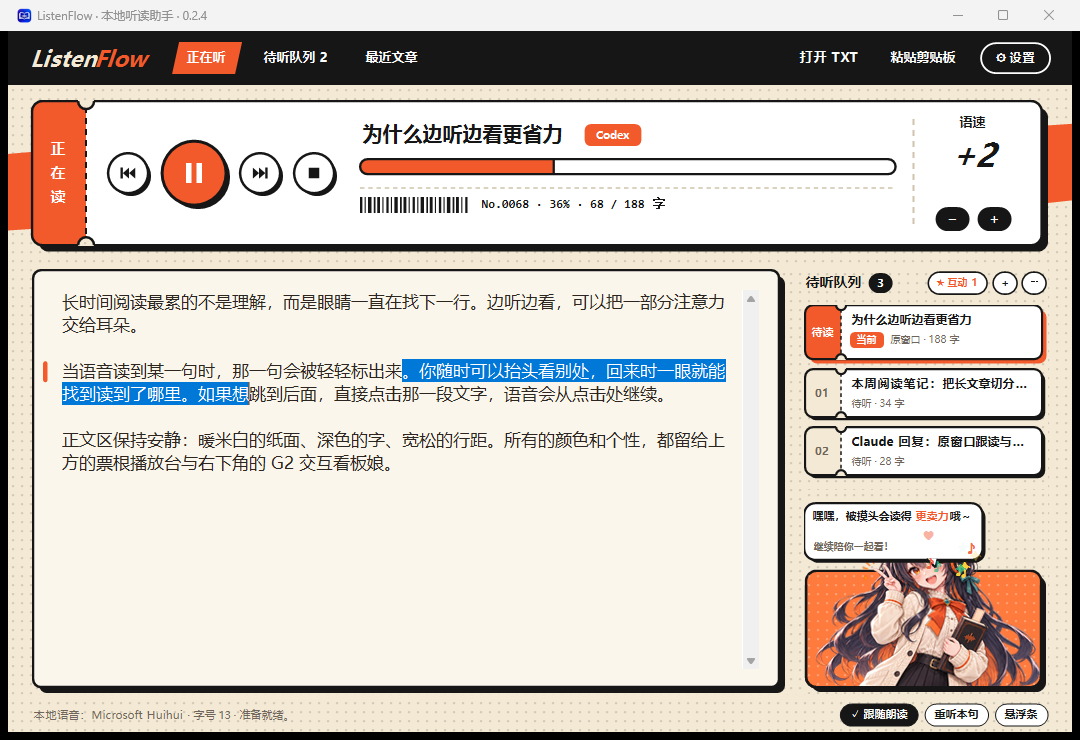 ListenFlow · 本地听读助手 · 0.2.4
ListenFlow
正在听
待听队列 2
最近文章
打开 TXT
粘贴剪贴板
设置
正在读
为什么边听边看更省力
Codex
No.0068 · 36% · 68 / 188 字
语速
+2
−
+
长时间阅读最累的不是理解，而是眼睛一直在找下一行。边听边看，可以把一部分注意力
交给耳朵。
当语音读到某一句时，那一句会被轻轻标出来。你随时可以抬头看别处，回来时一眼就能
找到读到了哪里。如果想跳到后面，直接点击那一段文字，语音会从点击处继续。
正文区保持安静：暖米白的纸面、深色的字、宽松的行距。所有的颜色和个性，都留给上
方的票根播放台与右下角的 G2 交互看板娘。
待听队列 3
★ 互动 1
+
待读
为什么边听边看更省力
当前 原窗口 · 188 字
01
本周阅读笔记：把长文章切分...
待听 · 34 字
02
Claude 回复：原窗口跟读与...
待听 · 28 字
嘿嘿，被摸头会读得 更卖力哦~
继续陪你一起看！
本地语音：Microsoft Huihui · 字号 13 · 准备就绪。
✓ 跟随朗读
重听本句
悬浮条